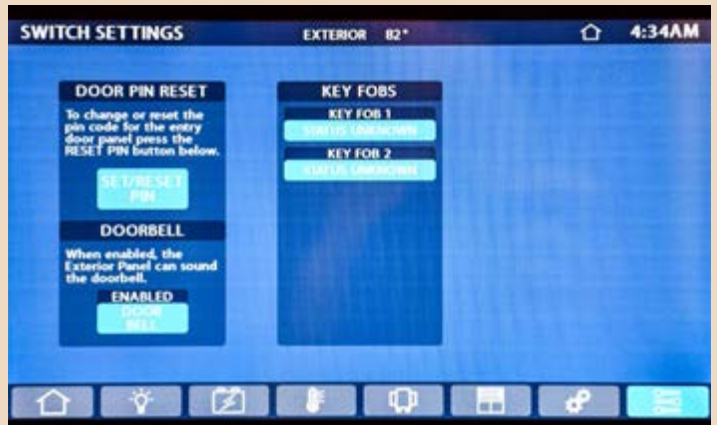 SWITCH SETTINGS
EXTERIOR 82°
4:34AM
DOOR PIN RESET
To change or reset the
pin code for the entry
door panel press the
RESET PIN button below.
SET/RESET
PIN
DOORBELL
When enabled, the
Exterior Panel can sound
the doorbell.
ENABLED
DOOR
BELL
KEY FOBS
KEY FOB 1
STATUS UNKNOWN
KEY FOB 2
STATUS UNKNOWN